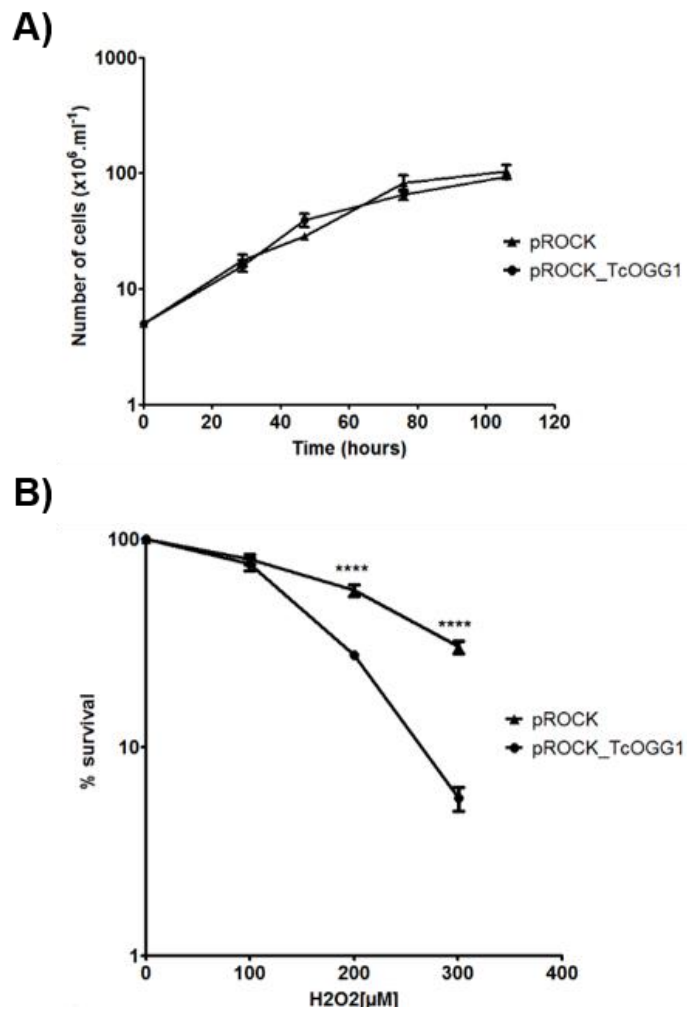 A)
Number of cells (x10⁶.ml⁻¹)
1000
100
10
1
0 20 40 60 80 100 120
Time (hours)
pROCK
pROCK_TcOGG1
B)
% survival
100
10
1
****
****
0 100 200 300 400
H2O2[µM]
pROCK
pROCK_TcOGG1